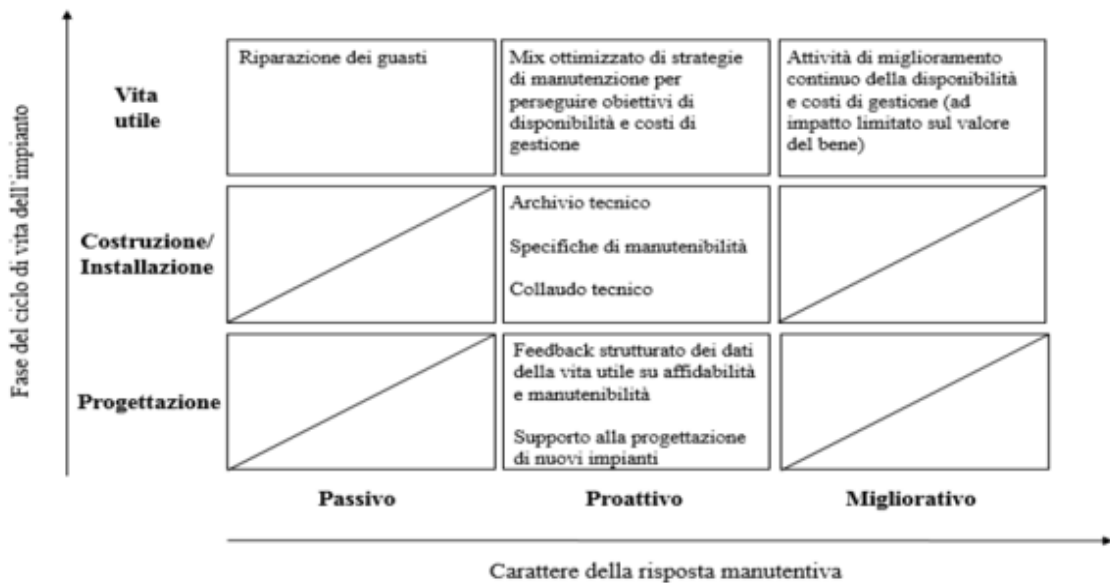 Fase del ciclo di vita dell'impianto
Vita
utile
Riparazione dei guasti
Mix ottimizzato di strategie
di manutenzione per
perseguire obiettivi di
disponibilità e costi di
gestione
Attività di miglioramento
continuo della disponibilità
e costi di gestione (ad
impatto limitato sul valore
del bene)
Costruzione/
Installazione
Archivio tecnico
Specifiche di manutenibilità
Collaudo tecnico
Progettazione
Feedback strutturato dei dati
della vita utile su affidabilità
e manutenibilità
Supporto alla progettazione
di nuovi impianti
Passivo
Proattivo
Migliorativo
Carattere della risposta manutentiva